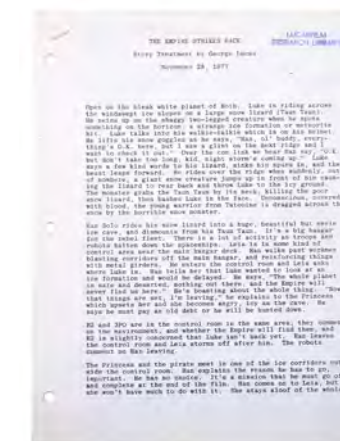 THE EMPIRE STRIKES BACK
LUCASFILM
RESEARCH LIBRARY
Story Treatment by George Lucas
November 28, 1977
Open on the bleak white planet of Hoth. Luke is riding across
the windswept ice slopes on a large snow lizard (Taun Taun).
He reins up on the shaggy two-legged creature when he spots
something on the horizon: a strange ice formation or meteorite
hit. Luke talks into his walkie-talkie which is on his helmet.
He lifts his snow goggles as he says, "Han, ol' buddy, every-
thing's O.K. here, but I saw a glint on the next ridge and I
want to check it out." Over the com link we hear Han say, "O.K.
but don't take too long, kid, night storm's coming up." Luke
says a few kind words to his lizard, kicks his spurs in, and the
beast leaps forward. He rides over the ridge when suddenly, out
of nowhere, a giant snow creature jumps up in front of him
ing the lizard to rear back and throw Luke to the icy ground.
The monster grabs the Taun Taun by its neck, killing the poor
snow lizard, then bashes Luke in the face. Unconscious, covered
with blood, the young warrior from Tatooine is dragged across the
snow by the horrible snow monster.
Han Solo rides his snow lizard into a huge, beautiful but
ice cave, and dismounts from his Taun Taun. It's a big hangar
for the rebel fleet. There is a lot of activity as troops and
robots batten down the spaceships. Leia is in some kind of
control area over the main hangar deck. Han walks past workmen
blasting corridors off the main hangar, and reinforcing things
with metal girders. He enters the control room and Leia asks
where Luke is. Han tells her that Luke wanted to look at an
ice formation and would be delayed. He says, "The whole planet
is nice and deserted, nothing out there, and the Empire will
never find us here." He's boasting about the whole thing. "Now
that things are set, I'm leaving," he explains to the Princess
which upsets her and she becomes angry, icy as the cave. He
says he must pay an old debt or he will be hunted down.
R2 and 3PO are in the control room in the same area, they comment
on the environment, and whether the Empire will find them, and
R2 is slightly concerned that Luke isn't back yet. Han leaves
the control room and Leia storms off after him. The robots
comment on Han leaving.
The Princess and the pirate meet in one of the ice corridors out-
side the control room. Han explains the reason he has to go,
important. He has no choice. It's a mission that he must go
and complete at the end of the film. Han comes on to Leia, but
she won't have much to do with it. She stays aloof of the whole